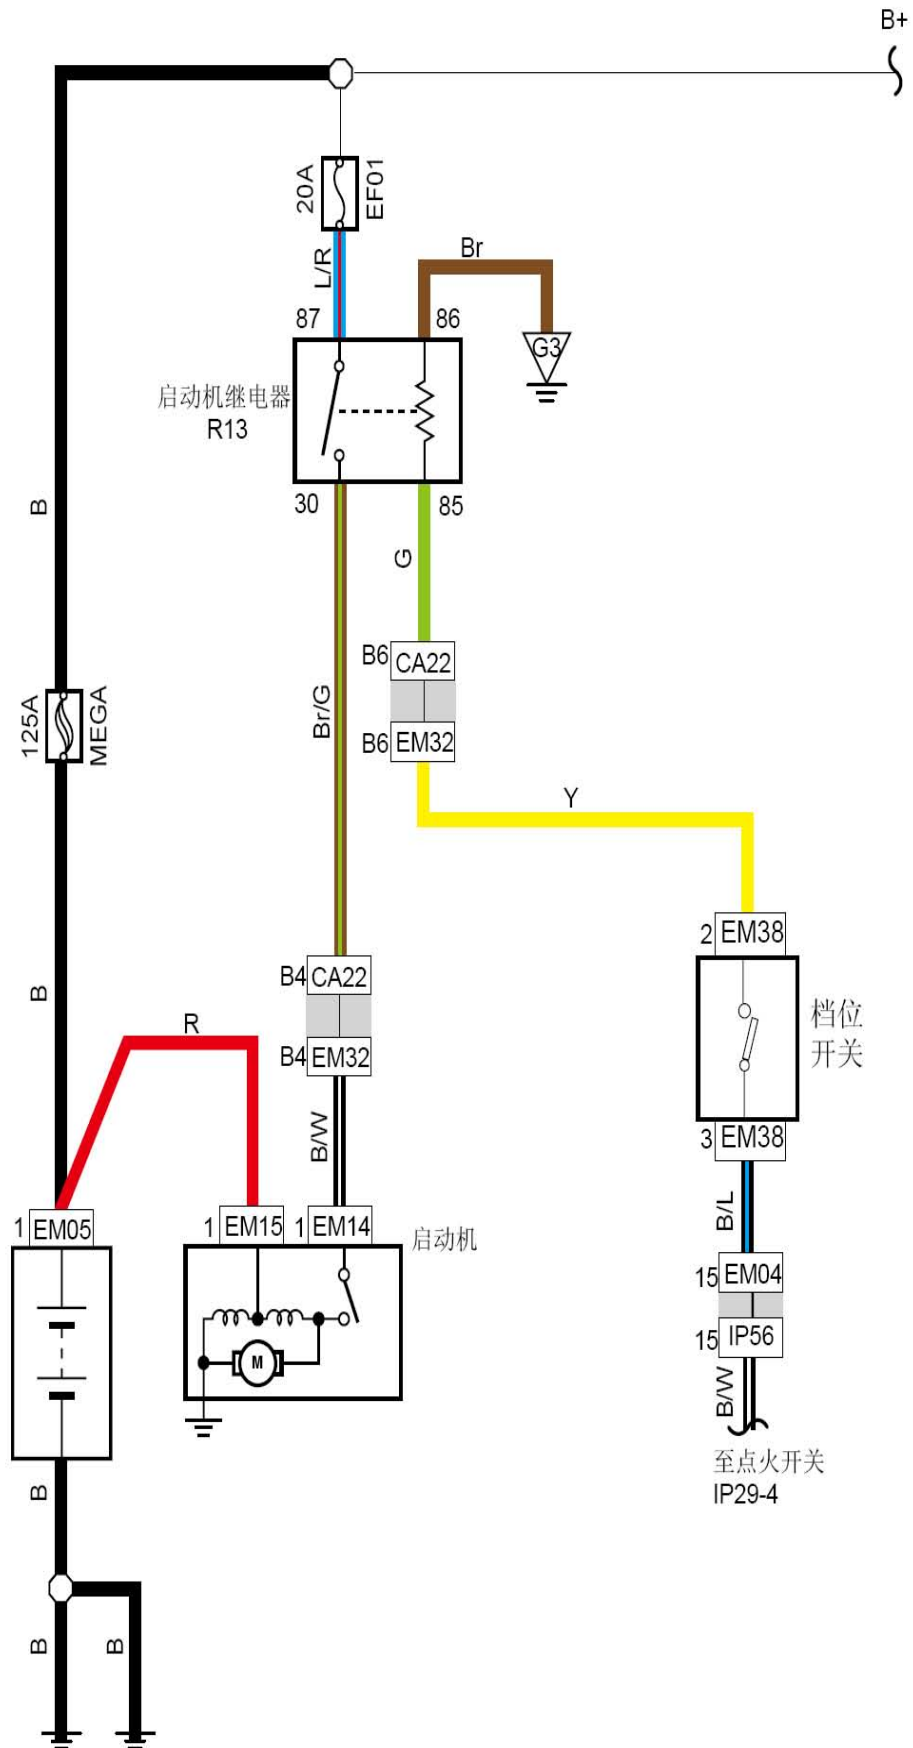 B+
20A
EF01
L/R
Br
87
86
G3
启动机继电器
R13
30
85
B
G
B6
CA22
B6
EM32
Br/G
125A
MEGA
Y
2
EM38
档位
开关
3
EM38
B
R
B4
CA22
B4
EM32
B/W
B/L
1
EM05
1
EM15
1
EM14
启动机
15
EM04
15
IP56
M
B/W
至点火开关
IP29-4
B
B
B